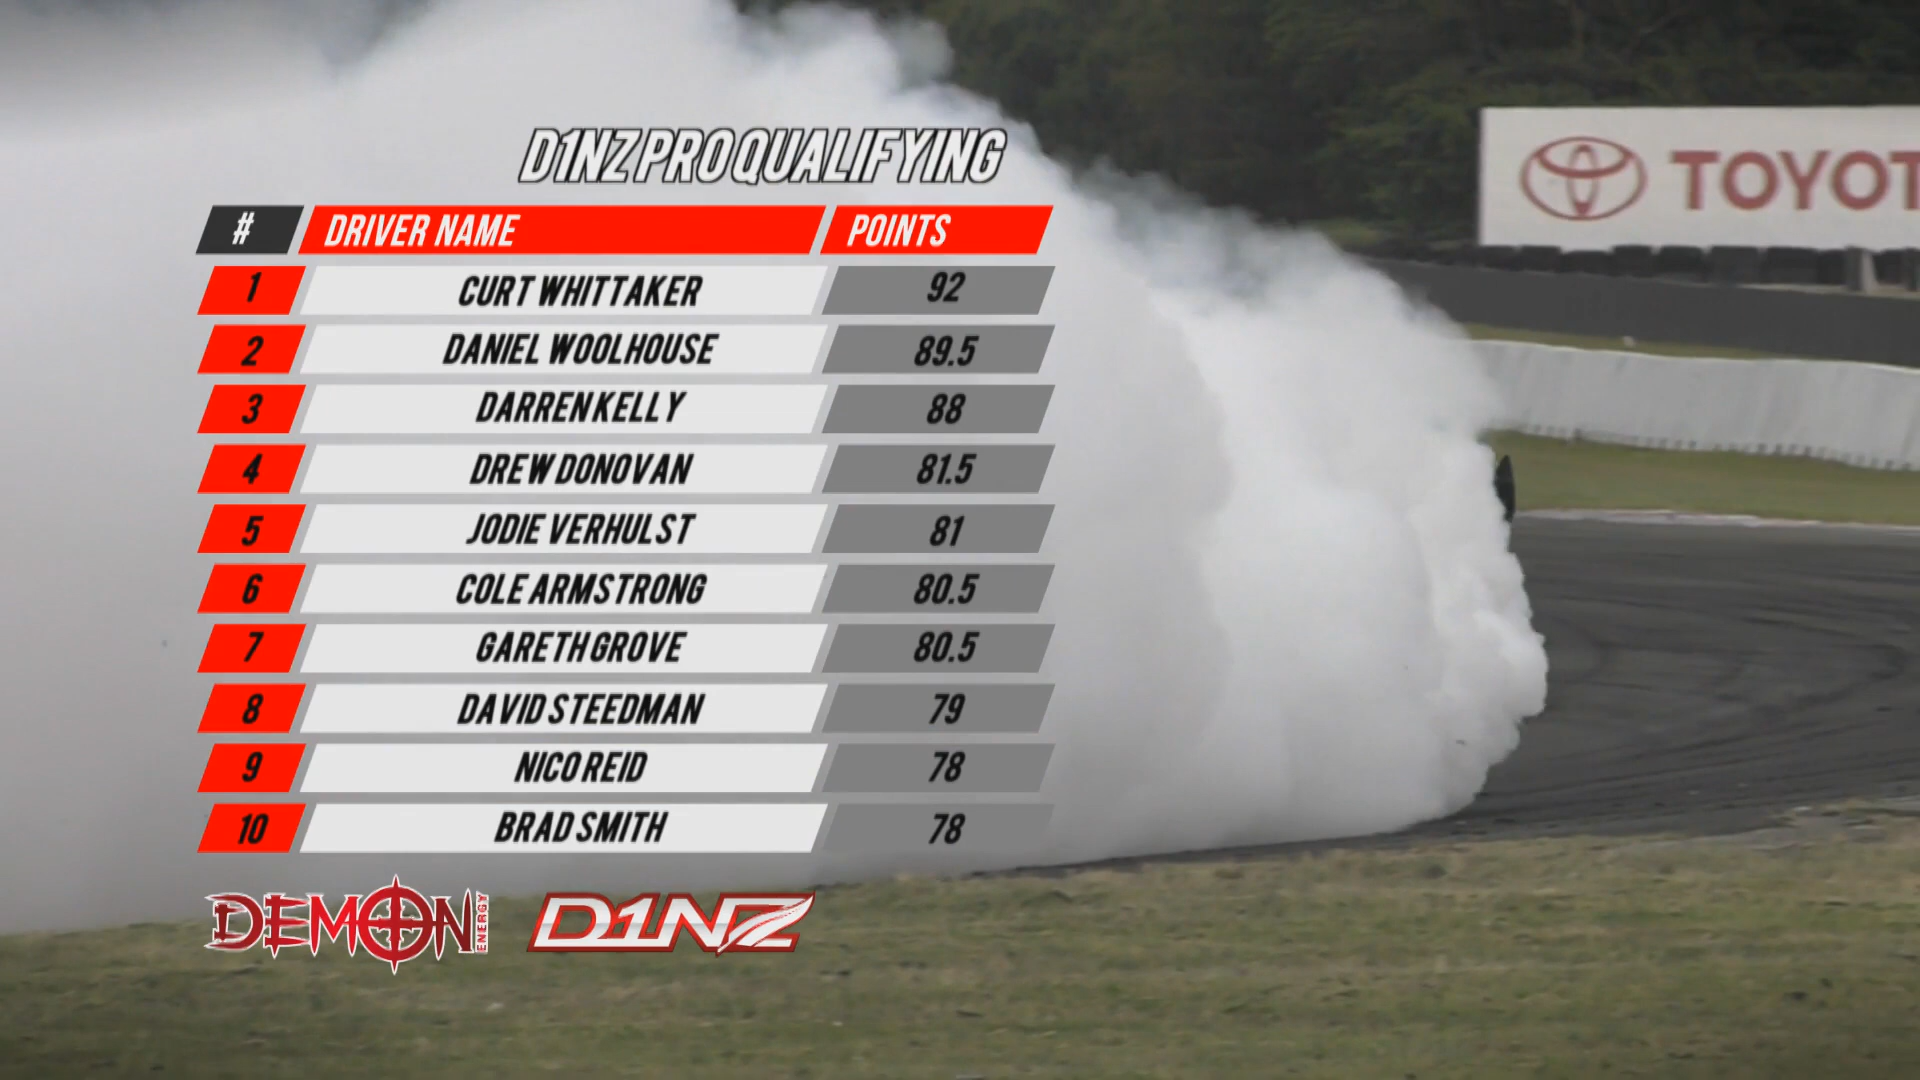 D1NZ PRO QUALIFYING
# DRIVER NAME POINTS
1 CURT WHITTAKER 92
2 DANIEL WOOLHOUSE 89.5
3 DARREN KELLY 88
4 DREW DONOVAN 81.5
5 JODIE VERHULST 81
6 COLE ARMSTRONG 80.5
7 GARETH GROVE 80.5
8 DAVID STEEDMAN 79
9 NICO REID 78
10 BRAD SMITH 78
DEMON ENERGY D1NZ
TOYOT